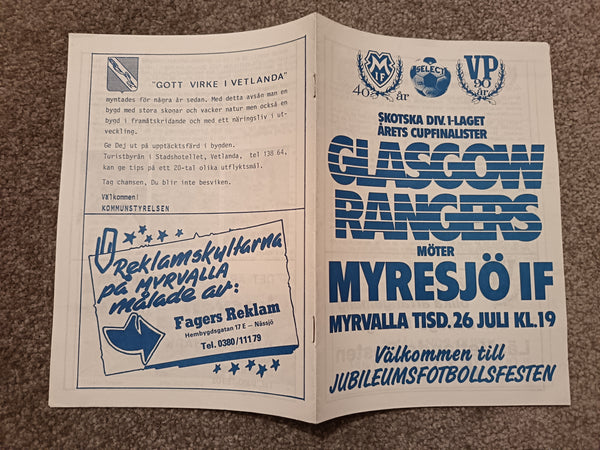 "GOTT VIRKE I VETLANDA"
myntades för några år sedan. Med detta avsåg man en
bygd med stora skogar och vacker natur men också en
bygd i framåtskridande och med ett näringsliv i ut-
veckling.
Ge Dej ut på upptäcktsfärd i bygden.
Turistbyrån i Stadshotellet, Vetlanda, tel 138 64,
kan ge tips på ett 20-tal olika utflyktsmål.
Tag chansen, Du blir inte besviken.
Välkommen!
KOMMUNSTYRELSEN
Reklamskyltarna
på MYRVALLA
målade av:
Fagers Reklam
Hembygdsgatan 17 E - Nässjö
Tel. 0380/11179
M IF
40 år
SELECT
VP
90 år
SKOTSKA DIV. I-LAGET
ÅRETS CUPFINALISTER
GLASGOW
RANGERS
MÖTER
MYRESJÖ IF
MYRVALLA TISD. 26 JULI KL. 19
Välkommen till
JUBILEUMSFOTBOLLSFESTEN